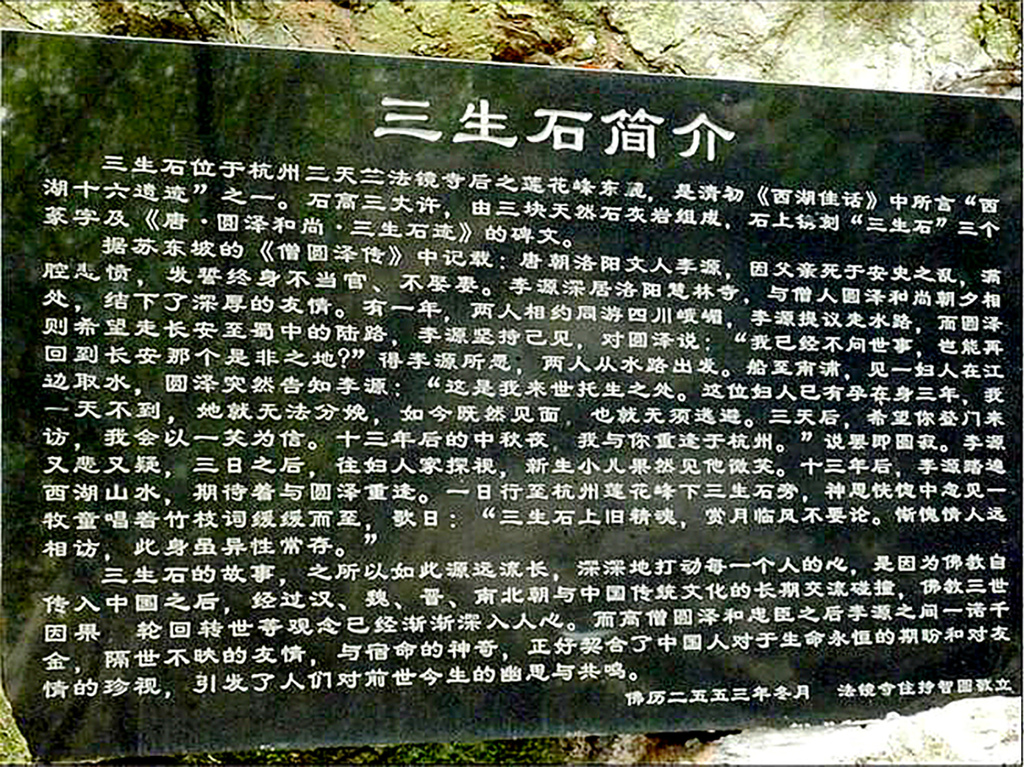 三生石简介
三生石位于杭州三天竺法镜寺后之莲花峰东麓，是清初《西湖佳话》中所言“西
湖十六遗迹”之一。石高三丈许，由三块天然石灰岩组成，石上镌刻“三生石”三个
篆字及《唐·圆泽和尚·三生石迹》的碑文。
据苏东坡的《僧圆泽传》中记载：唐朝洛阳文人李源，因父亲死于安史之乱，满
腔悲愤，发誓终身不当官、不娶妻。李源深居洛阳慧林寺，与僧人圆泽和尚朝夕相
处，结下了深厚的友情。有一年，两人相约同游四川峨嵋，李源提议走水路，而圆泽
则希望走长安至蜀中的陆路，李源坚持己见，对圆泽说：“我已经不问世事，也能再
回到长安那个是非之地？”得李源所愿，两人从水路出发。船至南浦，见一妇人在江
边取水，圆泽突然告知李源：“这是我来世托生之处。这位妇人已有孕在身三年，我
一天不到，她就无法分娩，如今既然见面，也就无须逃避。三天后，希望你登门来
访，我会以一笑为信。十三年后的中秋夜，我与你重逢于杭州。”说罢即圆寂。李源
又悲又疑，三日之后，往妇人家探视，新生小儿果然见他微笑。十三年后，李源踏遍
西湖山水，期待着与圆泽重逢。一日行至杭州莲花峰下三生石旁，神思恍惚中忽见一
牧童唱着竹枝词缓缓而至，歌曰：“三生石上旧精魂，赏月临风不要论。惭愧情人远
相访，此身虽异性常存。”
三生石的故事，之所以如此源远流长，深深地打动每一个人的心，是因为佛教自
传入中国之后，经过汉、魏、晋、南北朝与中国传统文化的长期交流碰撞，佛教三世
因果，轮回转世等观念已经渐渐深入人心。而高僧圆泽和忠臣之后李源之间一诺千
金，隔世不昧的友情，与宿命的神奇，正好契合了中国人对于生命永恒的期盼和对友
情的珍视，引发了人们对前世今生的幽思与共鸣。
佛历二五五三年冬月 法镜寺住持智圆敬立